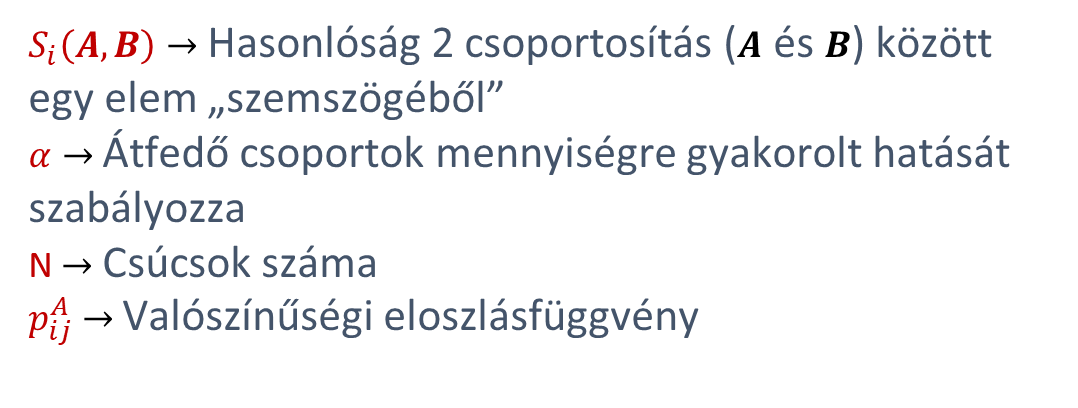 Sᵢ(A, B) → Hasonlóság 2 csoportosítás (A és B) között
egy elem „szemszögéből”
α → Átfedő csoportok mennyiségre gyakorolt hatását
szabályozza
N → Csúcsok száma
pᵢⱼᴬ → Valószínűségi eloszlásfüggvény